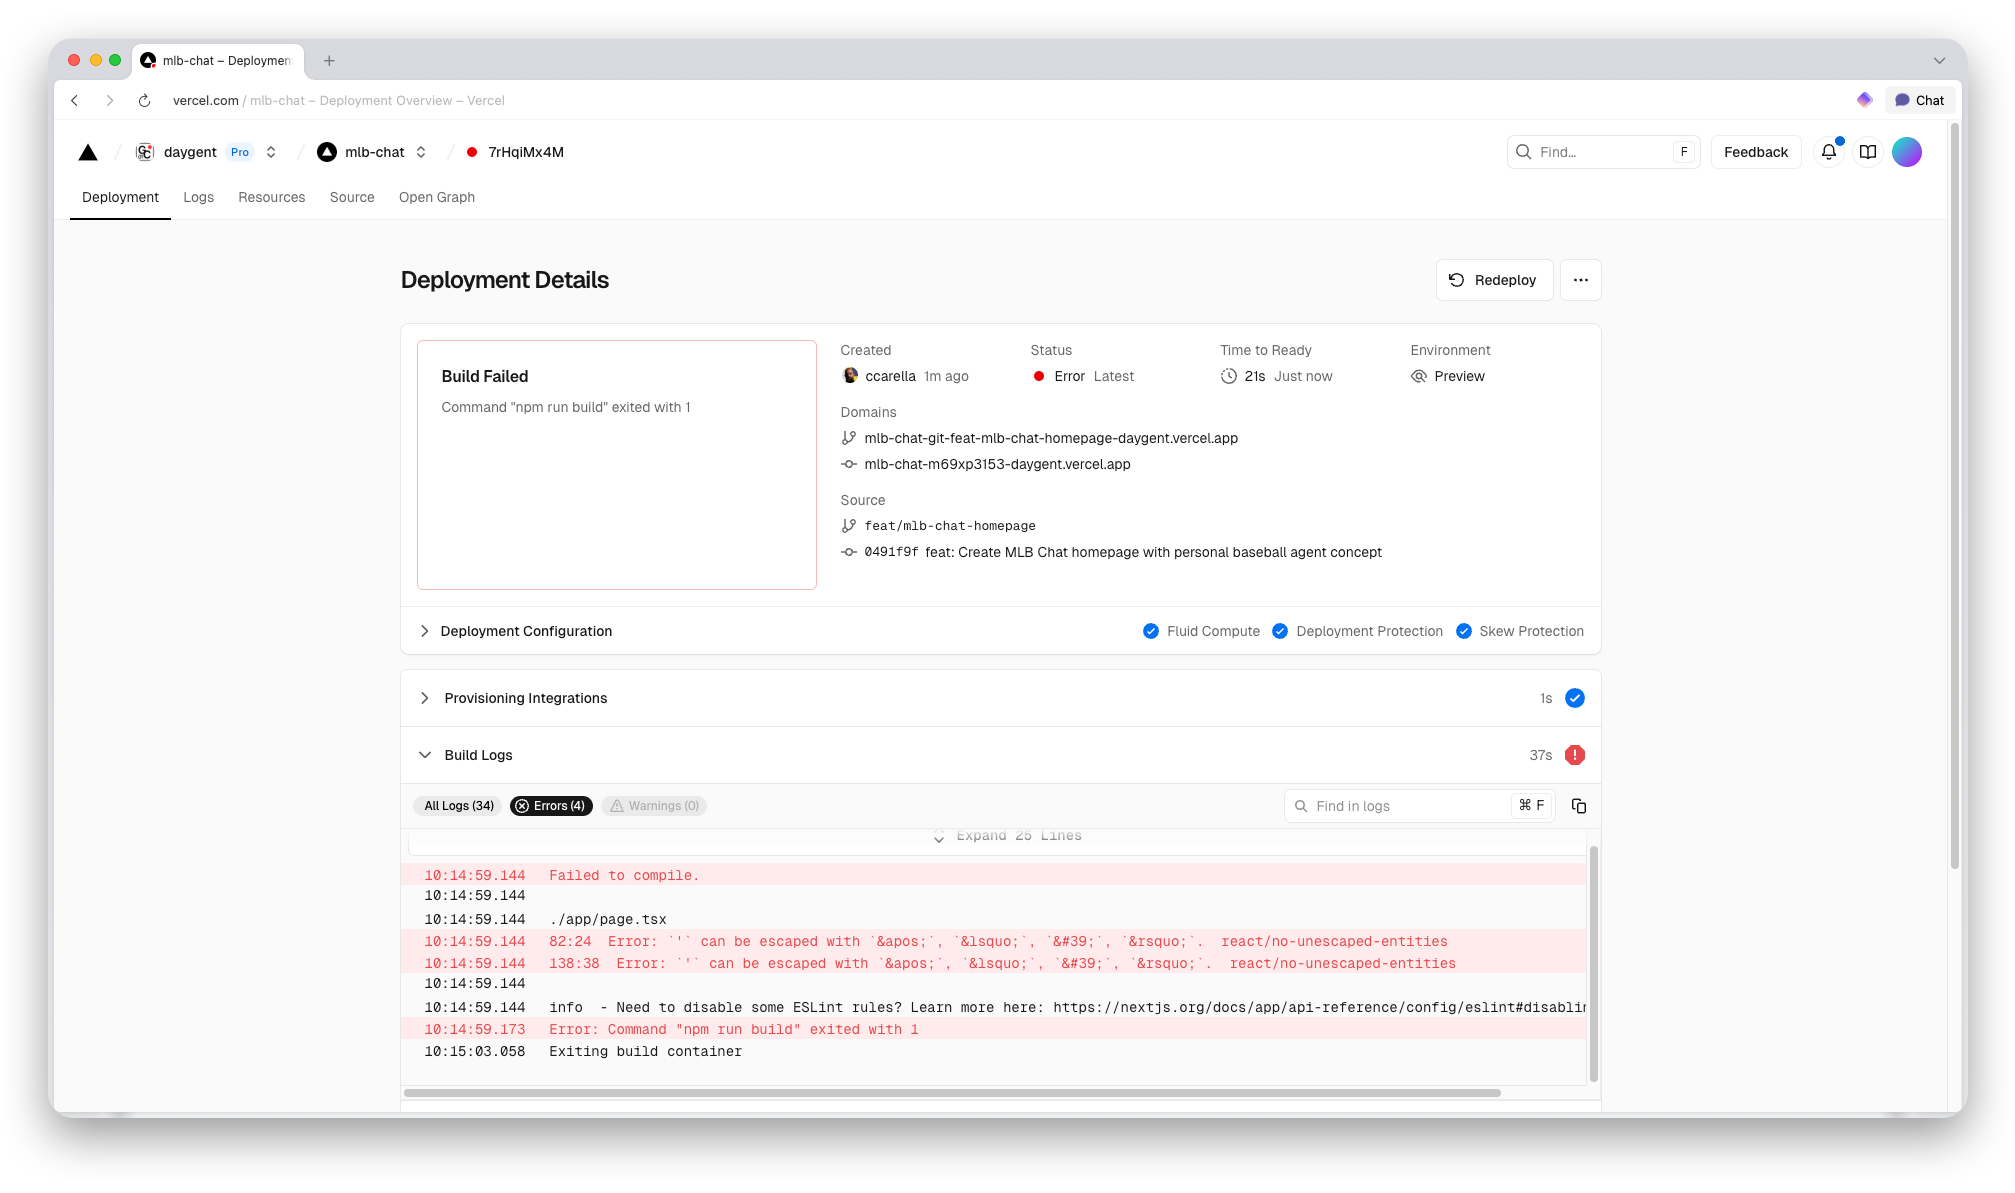 mlb-chat – Deploymen
vercel.com / mlb-chat – Deployment Overview – Vercel
Chat
daygent Pro / mlb-chat / 7rHqiMx4M
Find… F
Feedback
Deployment Logs Resources Source Open Graph
Deployment Details
Redeploy
Build Failed
Command "npm run build" exited with 1
Created Status Time to Ready Environment
ccarella 1m ago Error Latest 21s Just now Preview
Domains
mlb-chat-git-feat-mlb-chat-homepage-daygent.vercel.app
mlb-chat-m69xp3153-daygent.vercel.app
Source
feat/mlb-chat-homepage
0491f9f feat: Create MLB Chat homepage with personal baseball agent concept
Deployment Configuration
Fluid Compute Deployment Protection Skew Protection
Provisioning Integrations 1s
Build Logs 37s
All Logs (34) Errors (4) Warnings (0)
Find in logs ⌘ F
Expand 25 Lines
10:14:59.144 Failed to compile.
10:14:59.144
10:14:59.144 ./app/page.tsx
10:14:59.144 82:24 Error: `'` can be escaped with `&apos;`, `&lsquo;`, `&#39;`, `&rsquo;`. react/no-unescaped-entities
10:14:59.144 138:38 Error: `'` can be escaped with `&apos;`, `&lsquo;`, `&#39;`, `&rsquo;`. react/no-unescaped-entities
10:14:59.144
10:14:59.144 info - Need to disable some ESLint rules? Learn more here: https://nextjs.org/docs/app/api-reference/config/eslint#disablin
10:14:59.173 Error: Command "npm run build" exited with 1
10:15:03.058 Exiting build container